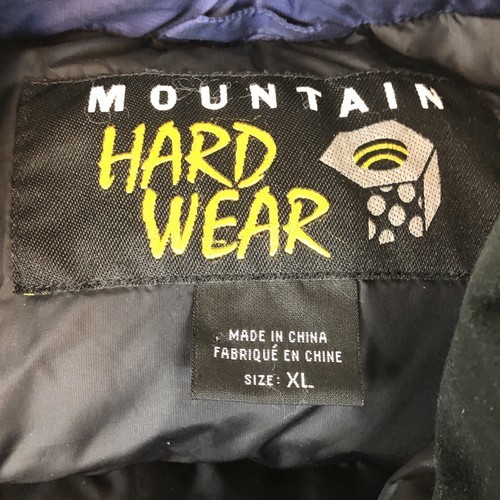 MOUNTAIN
HARD
WEAR
MADE IN CHINA
FABRIQUÉ EN CHINE
SIZE: XL